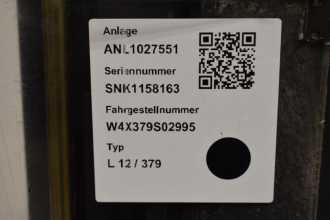 Anlage
ANL1027551
Seriennummer
SNK1158163
Fahrgestellnummer
W4X379S02995
Typ
L 12 / 379